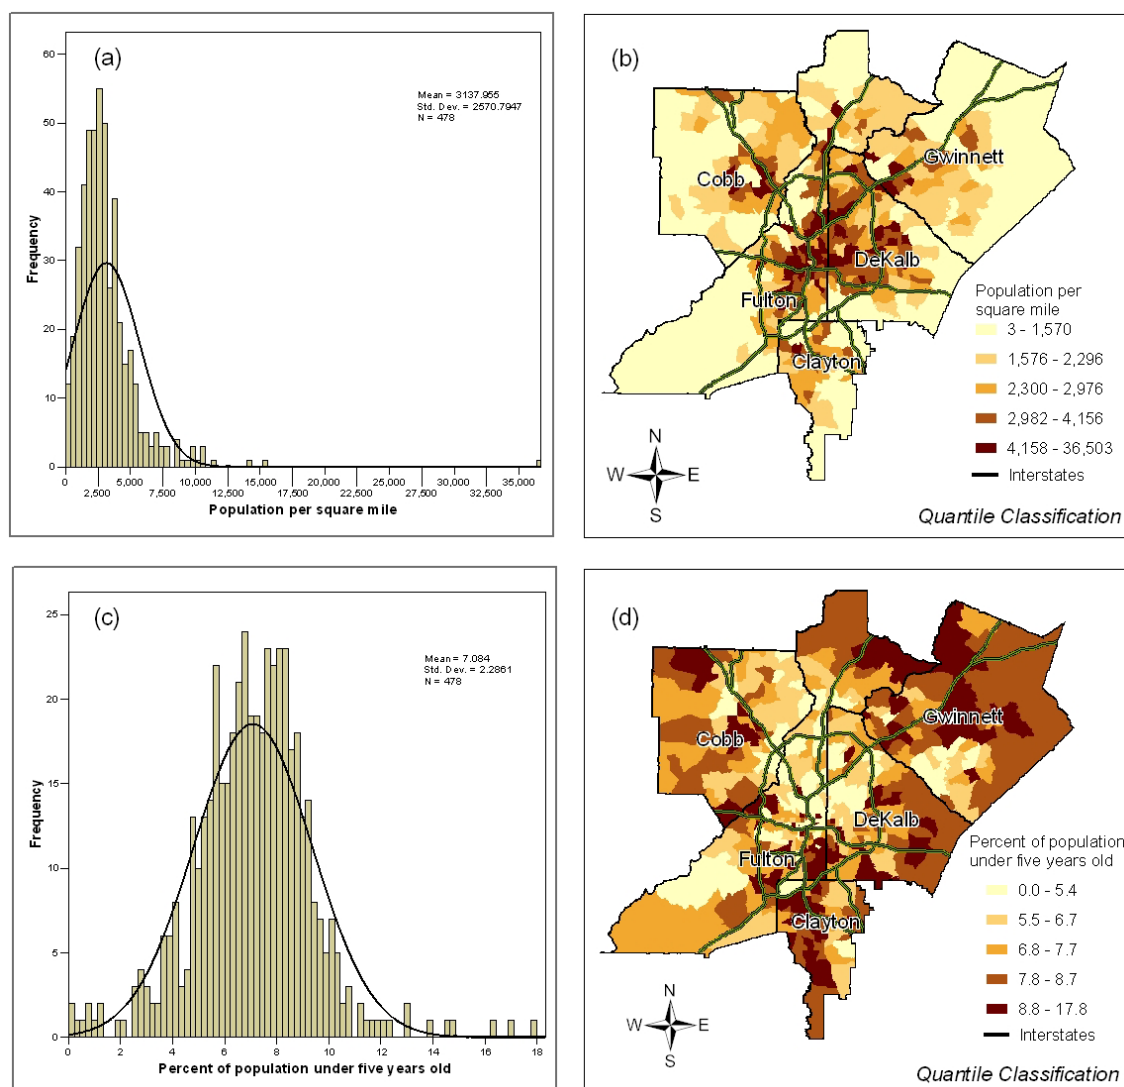 (a)
Mean = 3137.955
Std. Dev. = 2570.7947
N = 478
Frequency
60
50
40
30
20
10
0
0 2,500 5,000 7,500 10,000 12,500 15,000 17,500 20,000 22,500 25,000 27,500 30,000 32,500 35,000
Population per square mile
(b)
Gwinnett
Cobb
DeKalb
Fulton
Clayton
Population per
square mile
3 - 1,570
1,576 - 2,296
2,300 - 2,976
2,982 - 4,156
4,158 - 36,503
Interstates
N
W E
S
Quantile Classification
(c)
Mean = 7.084
Std. Dev. = 2.2861
N = 478
Frequency
25
20
15
10
5
0
0 2 4 6 8 10 12 14 16 18
Percent of population under five years old
(d)
Gwinnett
Cobb
DeKalb
Fulton
Clayton
Percent of population
under five years old
0.0 - 5.4
5.5 - 6.7
6.8 - 7.7
7.8 - 8.7
8.8 - 17.8
Interstates
N
W E
S
Quantile Classification